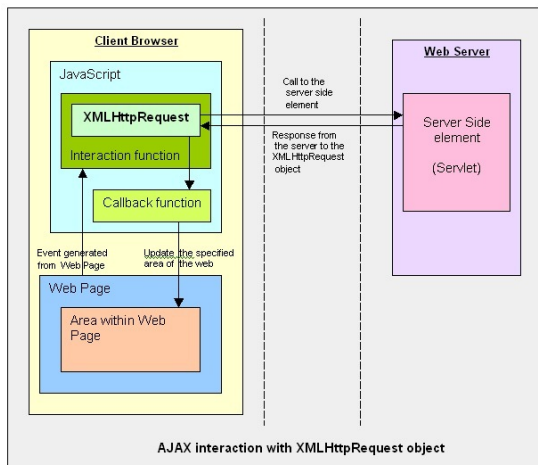 Client Browser
JavaScript
XMLHttpRequest
Interaction function
Callback function
Event generated
from Web Page
Update the specified
area of the web
Web Page
Area within Web
Page
Call to the
server side
element
Response from
the server to the
XMLHttpRequest
object
Web Server
Server Side
element
(Servlet)
AJAX interaction with XMLHttpRequest object